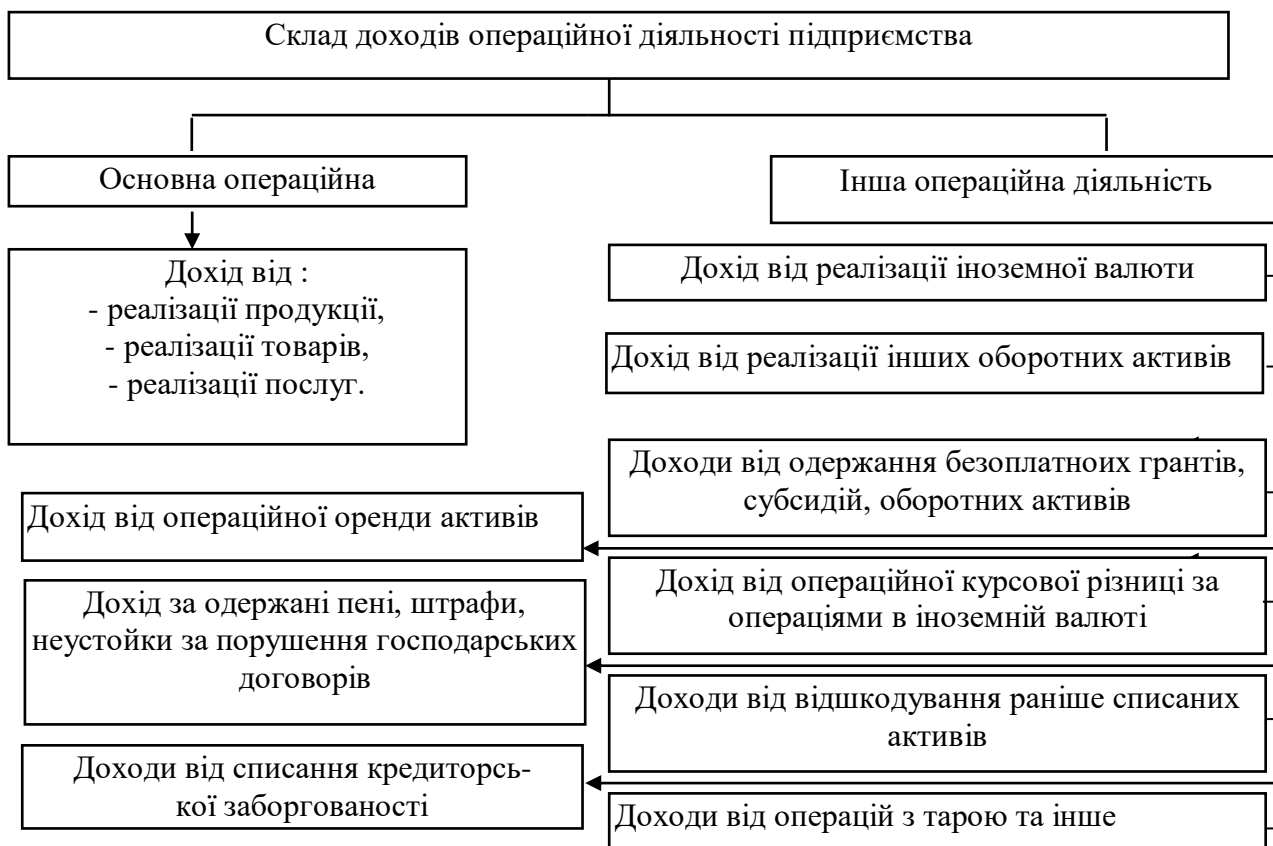 Склад доходів операційної діяльності підприємства
Основна операційна
Інша операційна діяльність
Дохід від :
- реалізації продукції,
- реалізації товарів,
- реалізації послуг.
Дохід від реалізації іноземної валюти
Дохід від реалізації інших оборотних активів
Доходи від одержання безоплатноих грантів,
субсидій, оборотних активів
Дохід від операційної оренди активів
Дохід від операційної курсової різниці за
операціями в іноземній валюті
Дохід за одержані пені, штрафи,
неустойки за порушення господарських
договорів
Доходи від відшкодування раніше списаних
активів
Доходи від списання кредиторсь-
кої заборгованості
Доходи від операцій з тарою та інше